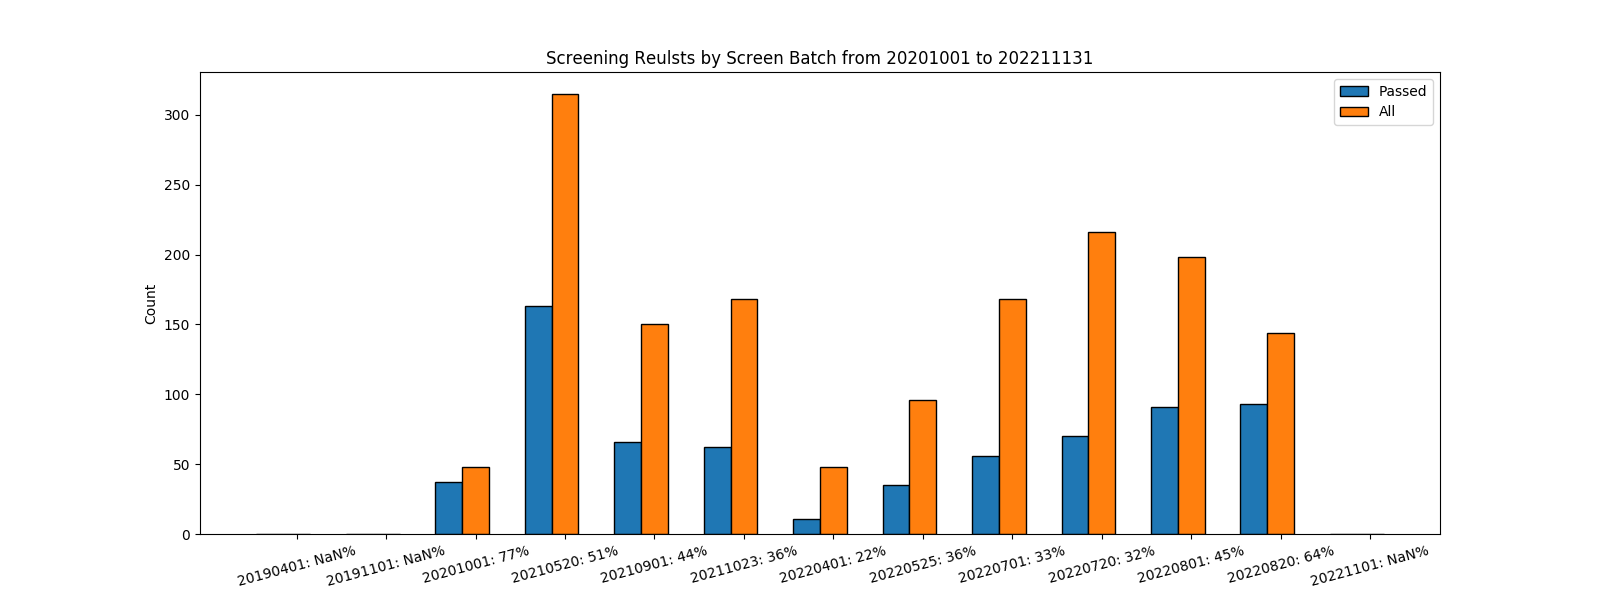 Screening Reulsts by Screen Batch from 20201001 to 202211131
Passed
All
Count
300
250
200
150
100
50
0
20190401: NaN%
20191101: NaN%
20201001: 77%
20210520: 51%
20210901: 44%
20211023: 36%
20220401: 22%
20220525: 36%
20220701: 33%
20220720: 32%
20220801: 45%
20220820: 64%
20221101: NaN%